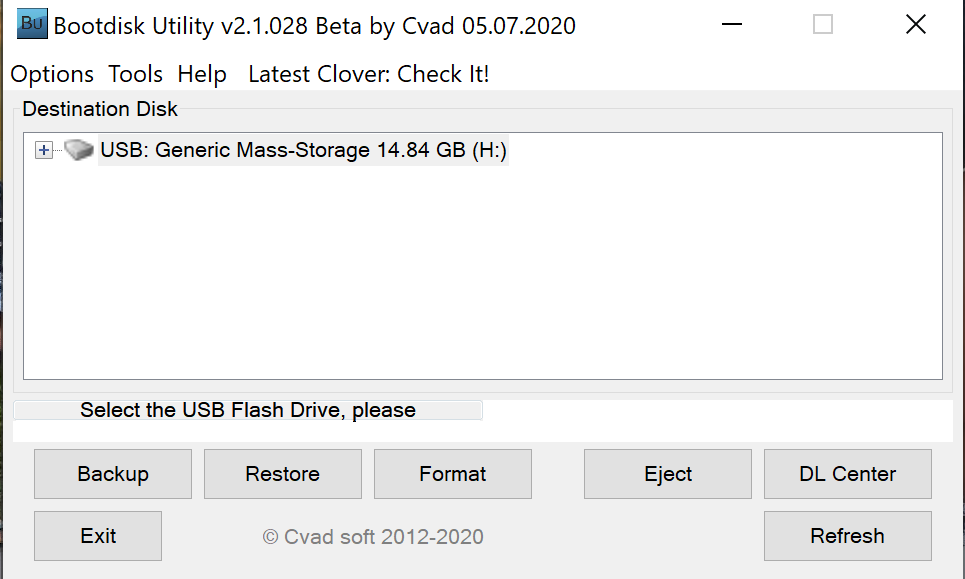 Bu Bootdisk Utility v2.1.028 Beta by Cvad 05.07.2020
Options Tools Help Latest Clover: Check It!
Destination Disk
USB: Generic Mass-Storage 14.84 GB (H:)
Select the USB Flash Drive, please
Backup Restore Format Eject DL Center
Exit © Cvad soft 2012-2020 Refresh